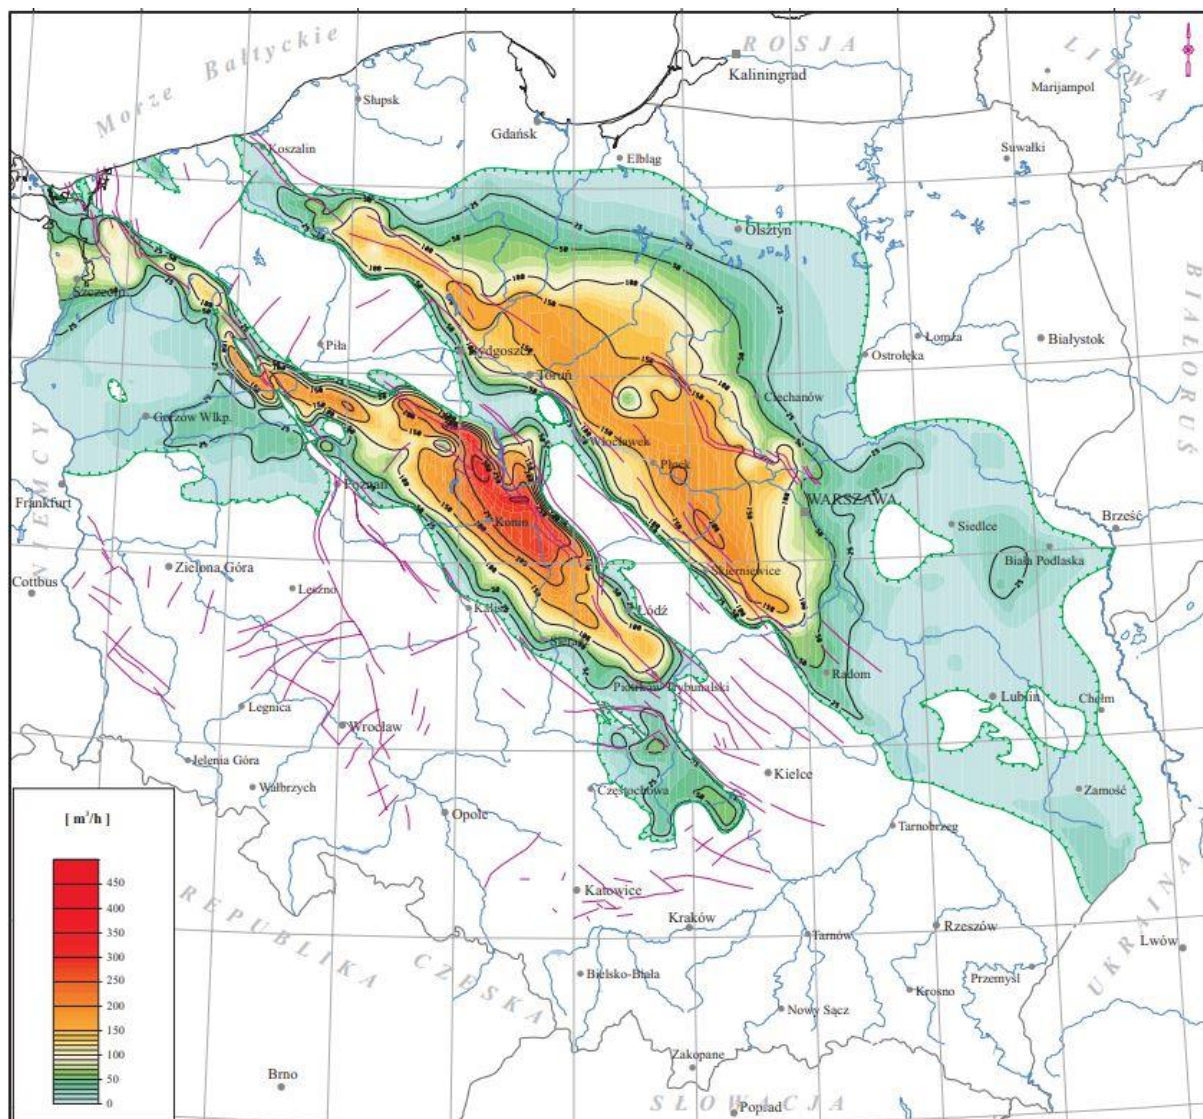 Morze Bałtyckie
ROSJA
LITWA
Kaliningrad
Marijampol
Słupsk
Gdańsk
Koszalin
Elbląg
Suwałki
Olsztyn
BIAŁORUŚ
Szczecin
Piła
Bydgoszcz
Toruń
Ostrołęka
Łomża
Białystok
Ciechanów
Gorzów Wlkp.
Włocławek
Płock
NIEMCY
Frankfurt
Poznań
WARSZAWA
Konin
Siedlce
Brześć
Biała Podlaska
Cottbus
Zielona Góra
Leszno
Skierniewice
Kalisz
Łódź
Sieradz
Piotrków Trybunalski
Radom
Lublin
Chełm
Legnica
Wrocław
Jelenia Góra
Wałbrzych
Kielce
Częstochowa
Zamość
Opole
Tarnobrzeg
[ m³/h ]
450
400
350
300
250
200
150
100
50
0
Katowice
Kraków
Tarnów
Rzeszów
Lwów
REPUBLIKA CZESKA
UKRAINA
Bielsko-Biała
Przemyśl
Krosno
Nowy Sącz
Zakopane
Brno
SŁOWACJA
Poprad